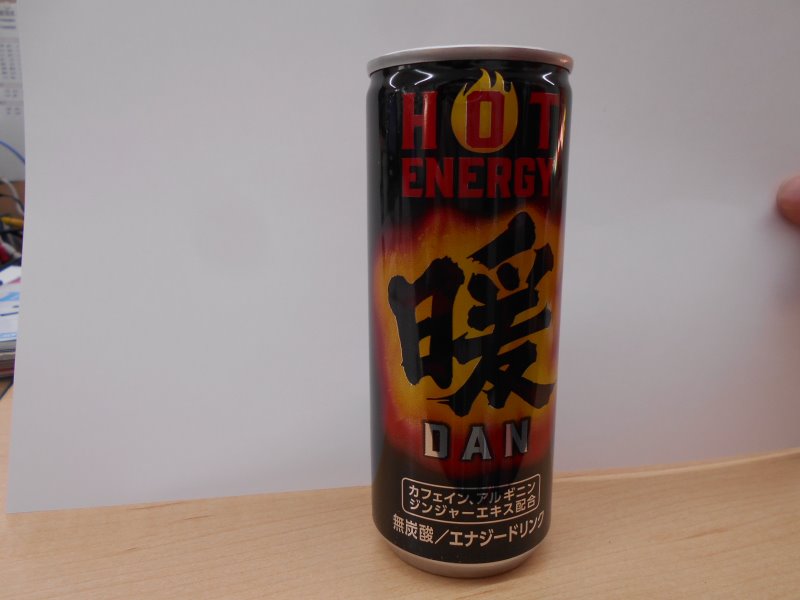 HOT
ENERGY
暖
DAN
カフェイン、アルギニン
ジンジャーエキス配合
無炭酸/エナジードリンク